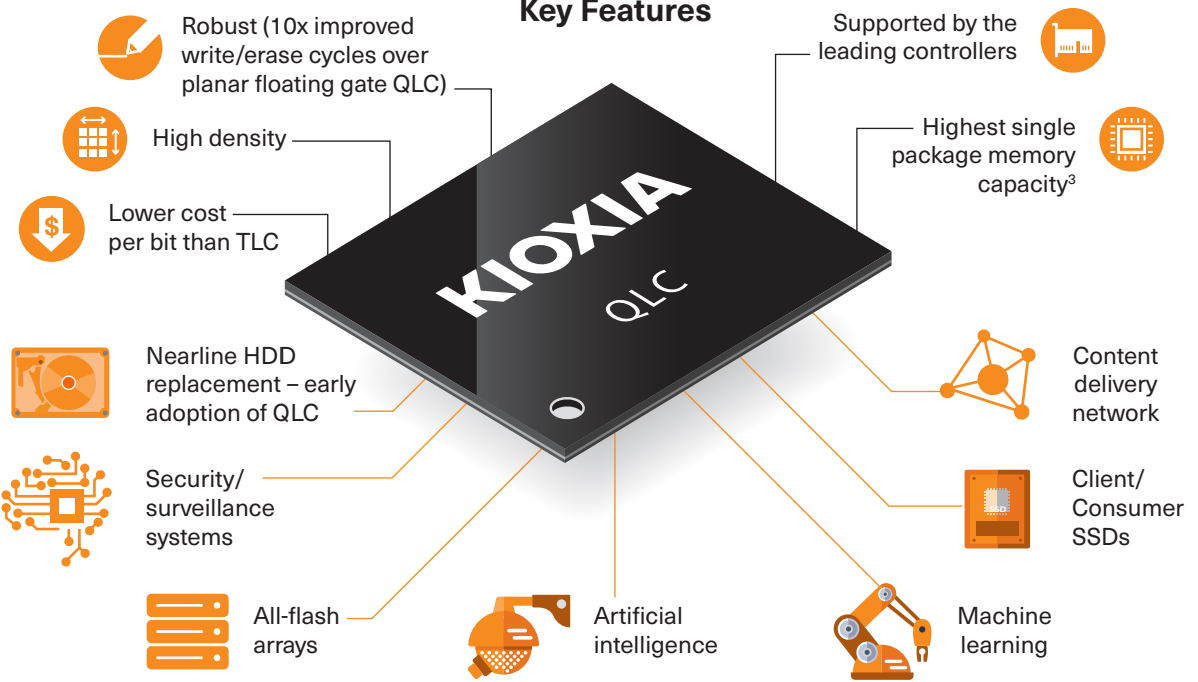 Key Features
Robust (10x improved
write/erase cycles over
planar floating gate QLC)
High density
Lower cost
per bit than TLC
Supported by the
leading controllers
Highest single
package memory
capacity³
KIOXIA
QLC
Nearline HDD
replacement – early
adoption of QLC
Security/
surveillance
systems
All-flash
arrays
Artificial
intelligence
Machine
learning
Client/
Consumer
SSDs
SSD
Content
delivery
network
$